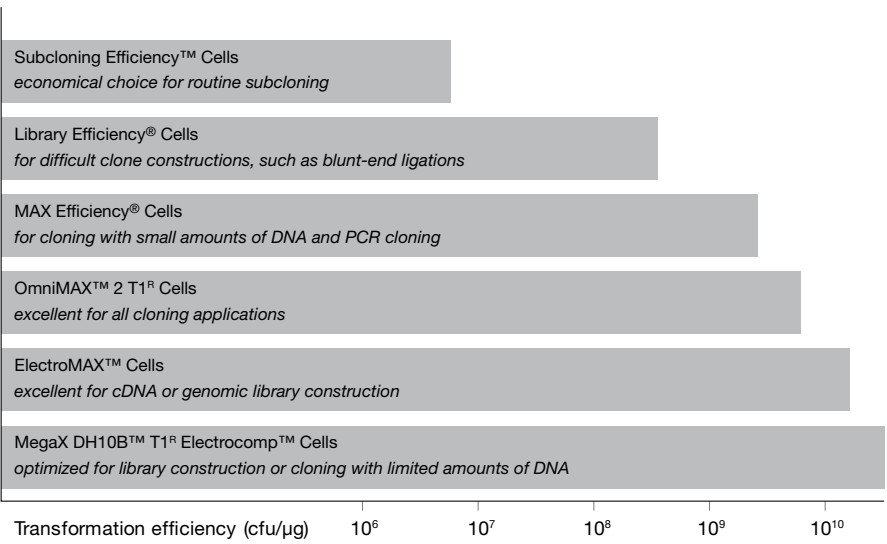 Subcloning Efficiency™ Cells
economical choice for routine subcloning
Library Efficiency® Cells
for difficult clone constructions, such as blunt-end ligations
MAX Efficiency® Cells
for cloning with small amounts of DNA and PCR cloning
OmniMAX™ 2 T1ᴿ Cells
excellent for all cloning applications
ElectroMAX™ Cells
excellent for cDNA or genomic library construction
MegaX DH10B™ T1ᴿ Electrocomp™ Cells
optimized for library construction or cloning with limited amounts of DNA
Transformation efficiency (cfu/µg) 10⁶ 10⁷ 10⁸ 10⁹ 10¹⁰